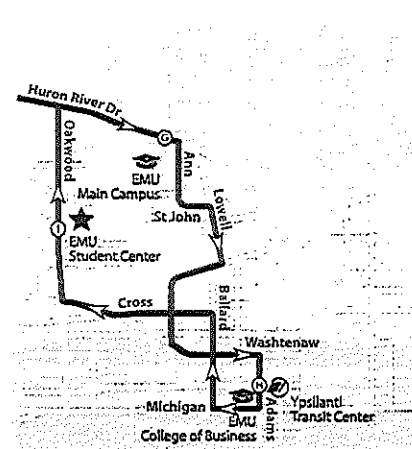 Huron River Dr
Oakwood
G
Ann
EMU
Main Campus
St John
Lowell
I
EMU
Student Center
Cross
Ballard
Washtenaw
H
Michigan
Adams
Ypsilanti
Transit Center
EMU
College of Business